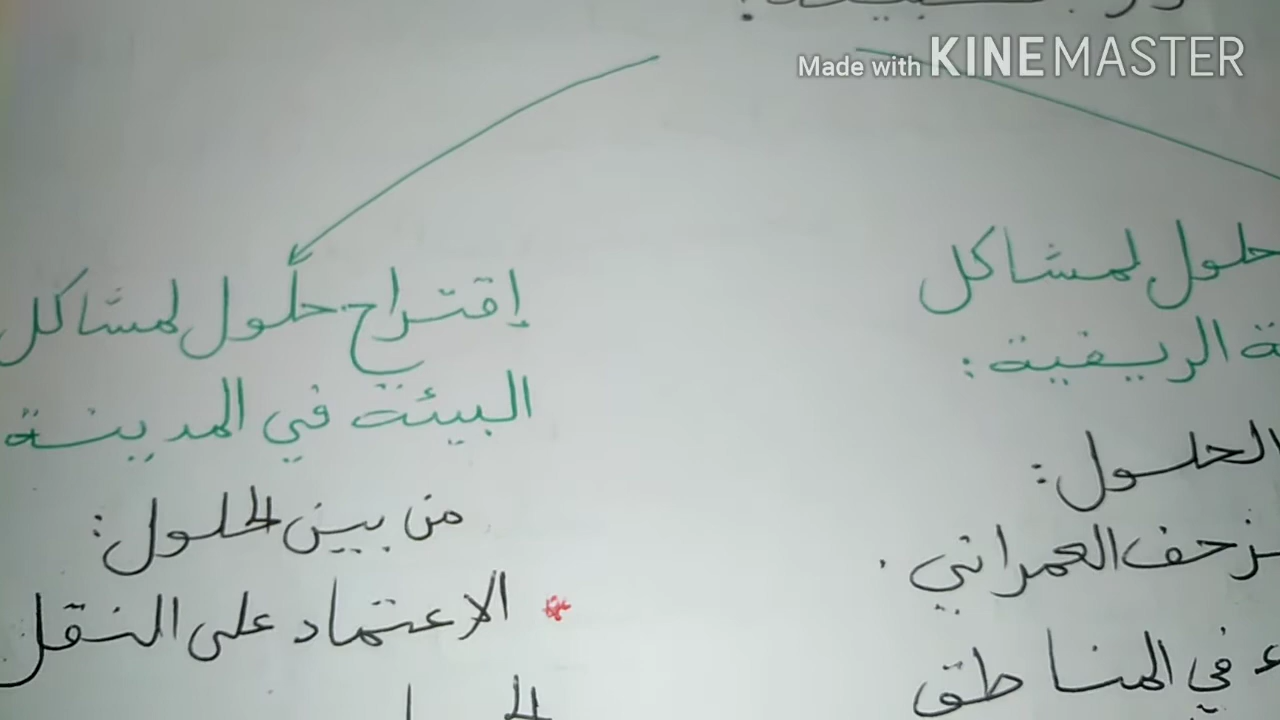 Made with KINEMASTER
حلول لمشاكل
ة الريفية:
الحلول:
زحف العمراني.
ء في المناطق
إقتراح حلول لمشاكل
البيئة في المدينة
من بين الحلول:
* الاعتماد على النقل